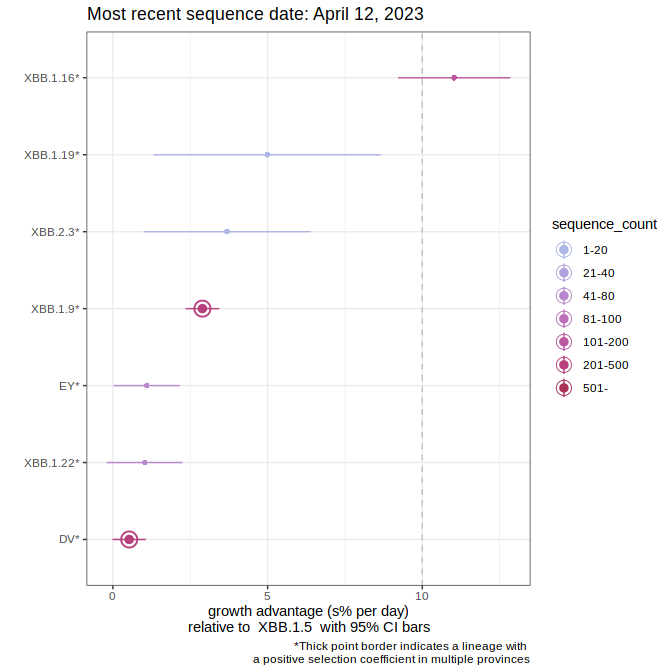 Most recent sequence date: April 12, 2023
XBB.1.16*
XBB.1.19*
XBB.2.3*
XBB.1.9*
EY*
XBB.1.22*
DV*
0 5 10
growth advantage (s% per day)
relative to XBB.1.5 with 95% CI bars
*Thick point border indicates a lineage with
a positive selection coefficient in multiple provinces
sequence_count
1-20
21-40
41-80
81-100
101-200
201-500
501-